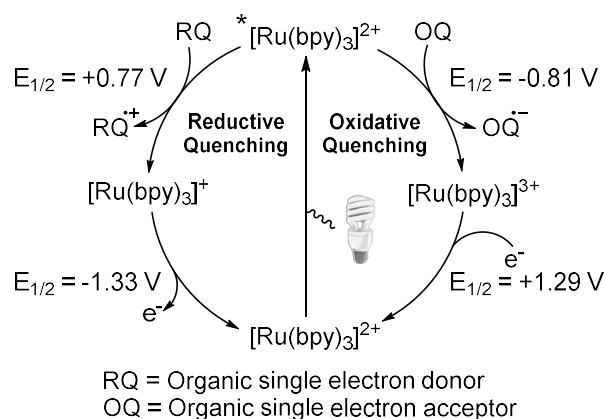 RQ
*[Ru(bpy)3]2+
OQ
E1/2 = +0.77 V
E1/2 = -0.81 V
RQ•+
Reductive Quenching
Oxidative Quenching
OQ•-
[Ru(bpy)3]+
[Ru(bpy)3]3+
E1/2 = -1.33 V
e-
e-
E1/2 = +1.29 V
[Ru(bpy)3]2+
RQ = Organic single electron donor
OQ = Organic single electron acceptor